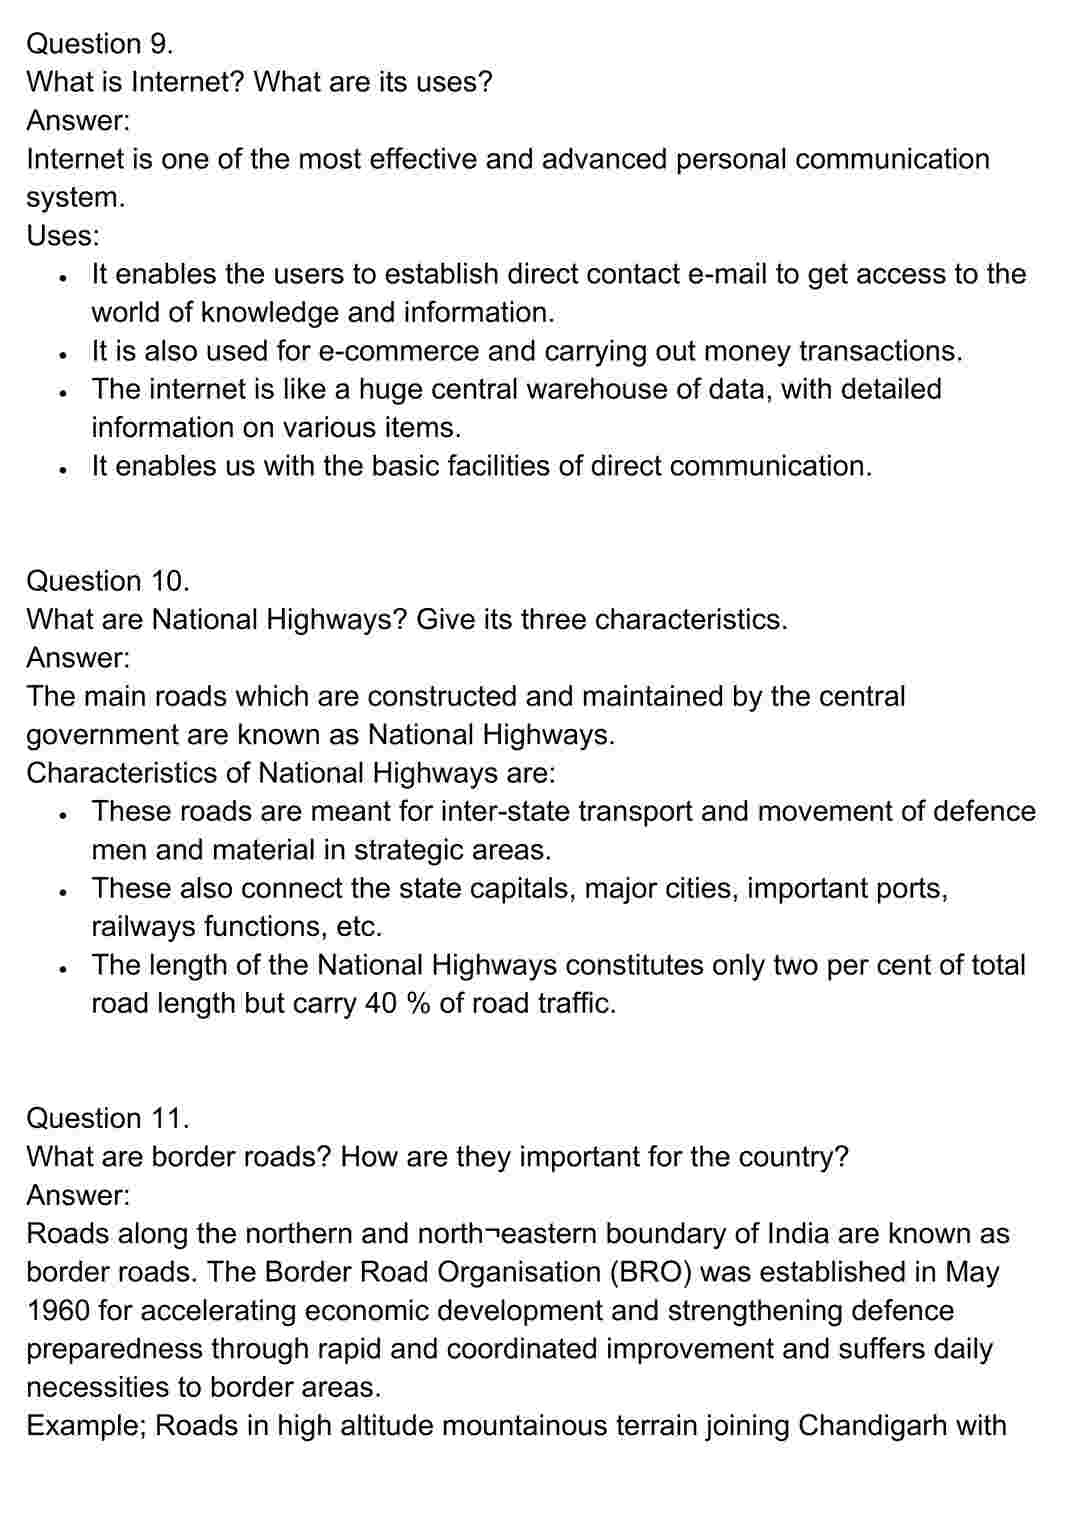 Question 9.
What is Internet? What are its uses?
Answer:
Internet is one of the most effective and advanced personal communication
system.
Uses:
• It enables the users to establish direct contact e-mail to get access to the
world of knowledge and information.
• It is also used for e-commerce and carrying out money transactions.
• The internet is like a huge central warehouse of data, with detailed
information on various items.
• It enables us with the basic facilities of direct communication.
Question 10.
What are National Highways? Give its three characteristics.
Answer:
The main roads which are constructed and maintained by the central
government are known as National Highways.
Characteristics of National Highways are:
• These roads are meant for inter-state transport and movement of defence
men and material in strategic areas.
• These also connect the state capitals, major cities, important ports,
railways functions, etc.
• The length of the National Highways constitutes only two per cent of total
road length but carry 40 % of road traffic.
Question 11.
What are border roads? How are they important for the country?
Answer:
Roads along the northern and north¬eastern boundary of India are known as
border roads. The Border Road Organisation (BRO) was established in May
1960 for accelerating economic development and strengthening defence
preparedness through rapid and coordinated improvement and suffers daily
necessities to border areas.
Example; Roads in high altitude mountainous terrain joining Chandigarh with